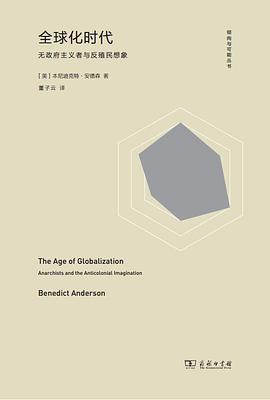 全球化时代
无政府主义者与反殖民想象
[美] 本尼迪克特·安德森 著
董子云 译
倾向与可能丛书
The Age of Globalization
Anarchists and the Anticolonial Imagination
Benedict Anderson
商务印书馆
The Commercial Press